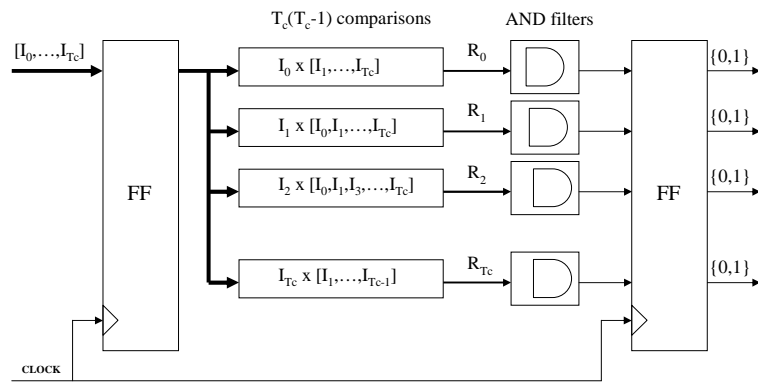 T_c(T_c-1) comparisons
AND filters
[I_0,…,I_Tc]
I_0 x [I_1,…,I_Tc]
R_0
{0,1}
I_1 x [I_0,I_1,…,I_Tc]
R_1
{0,1}
FF
I_2 x [I_0,I_1,I_3,…,I_Tc]
R_2
FF
{0,1}
I_Tc x [I_1,…,I_Tc-1]
R_Tc
{0,1}
CLOCK